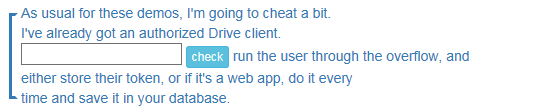 As usual for these demos, I'm going to cheat a bit.
I've already got an authorized Drive client.
check run the user through the overflow, and
either store their token, or if it's a web app, do it every
time and save it in your database.